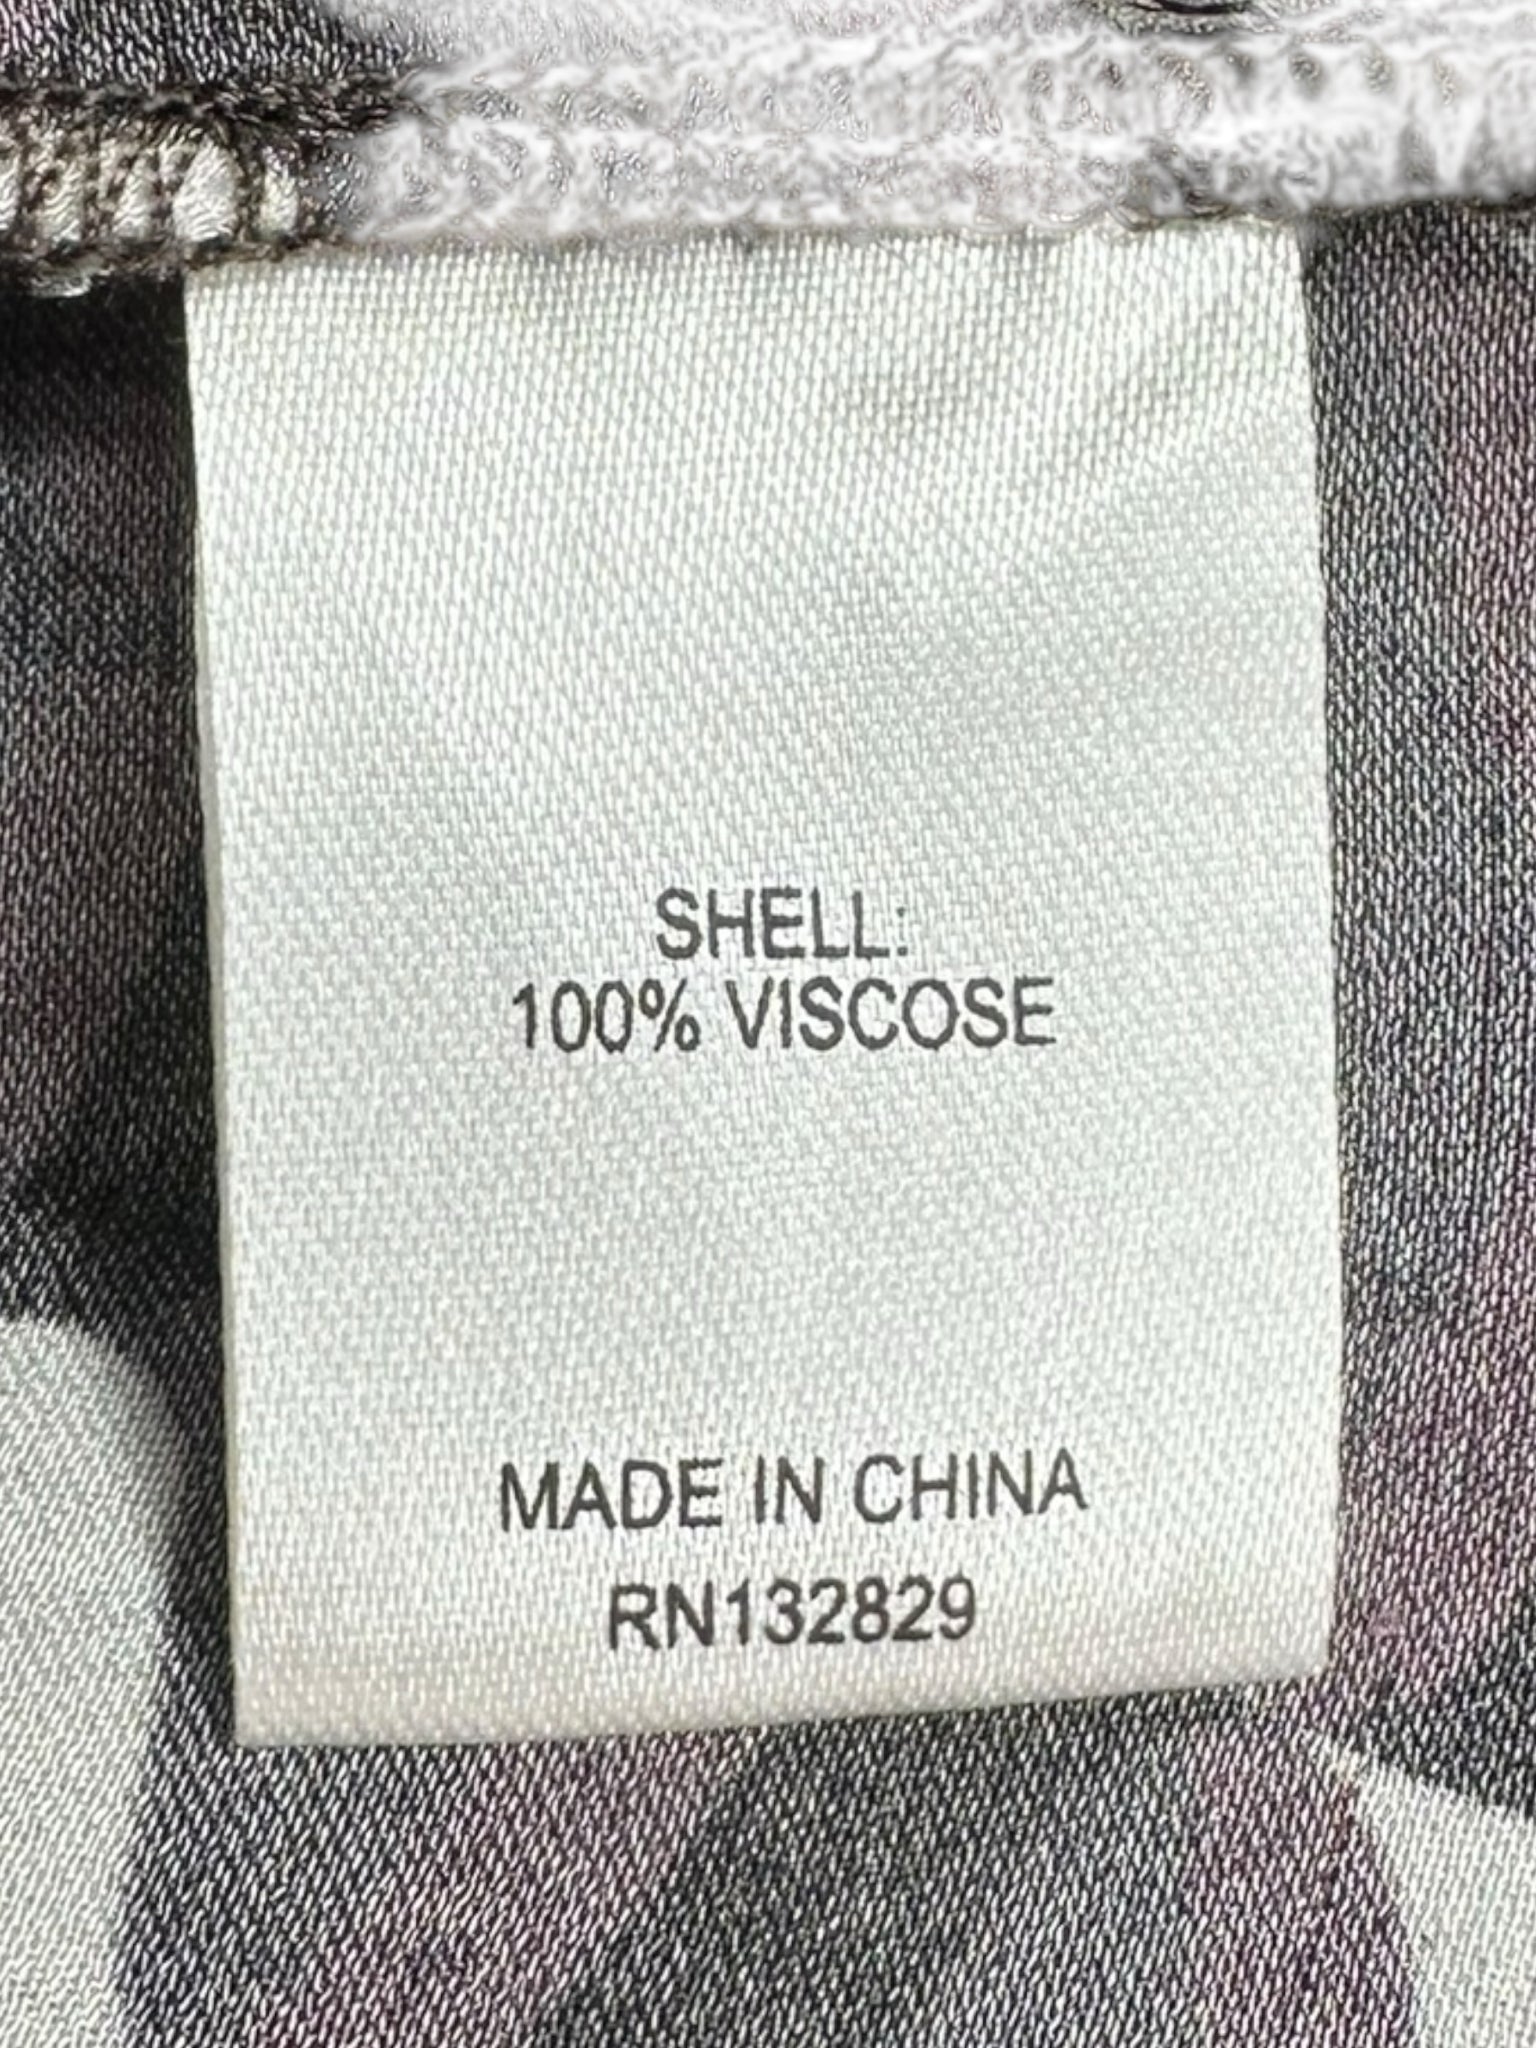 SHELL:
100% VISCOSE
MADE IN CHINA
RN132829